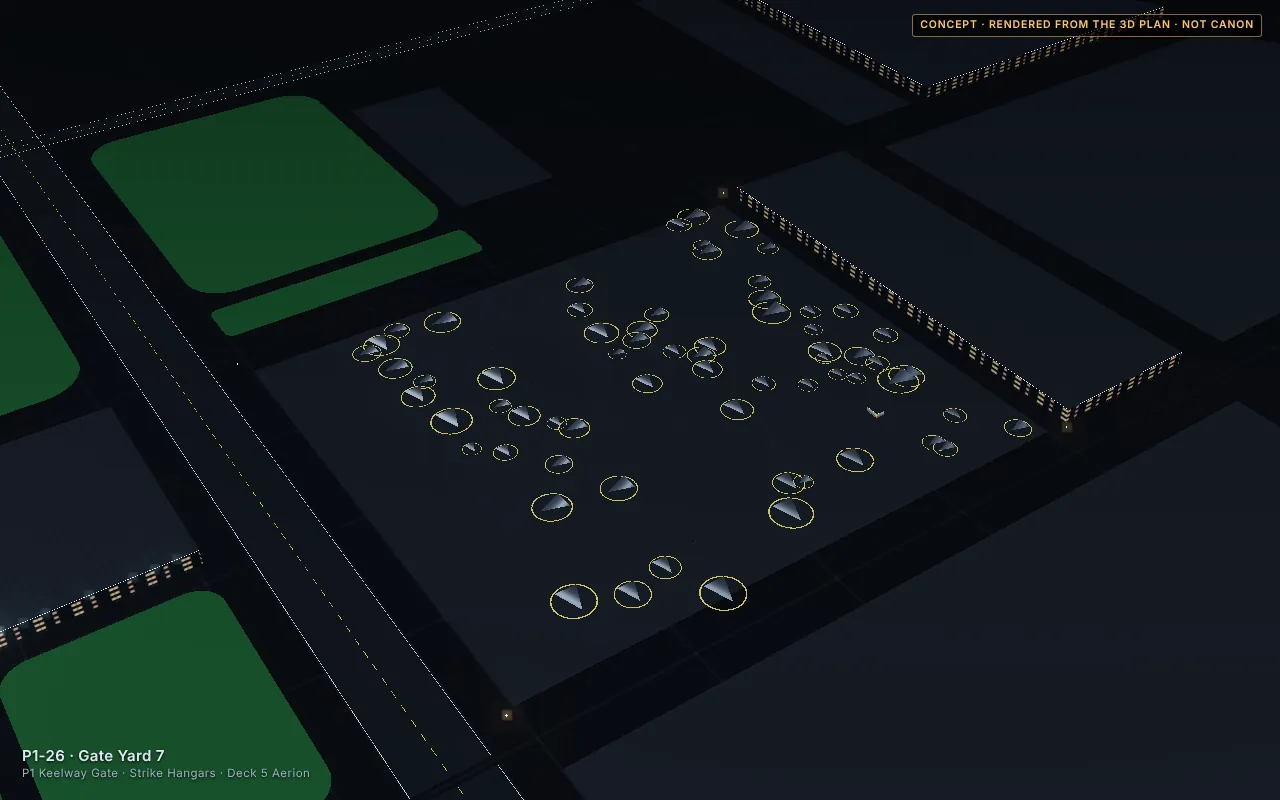 CONCEPT · RENDERED FROM THE 3D PLAN · NOT CANON
P1-26 · Gate Yard 7
P1 Keelway Gate · Strike Hangars · Deck 5 Aerion